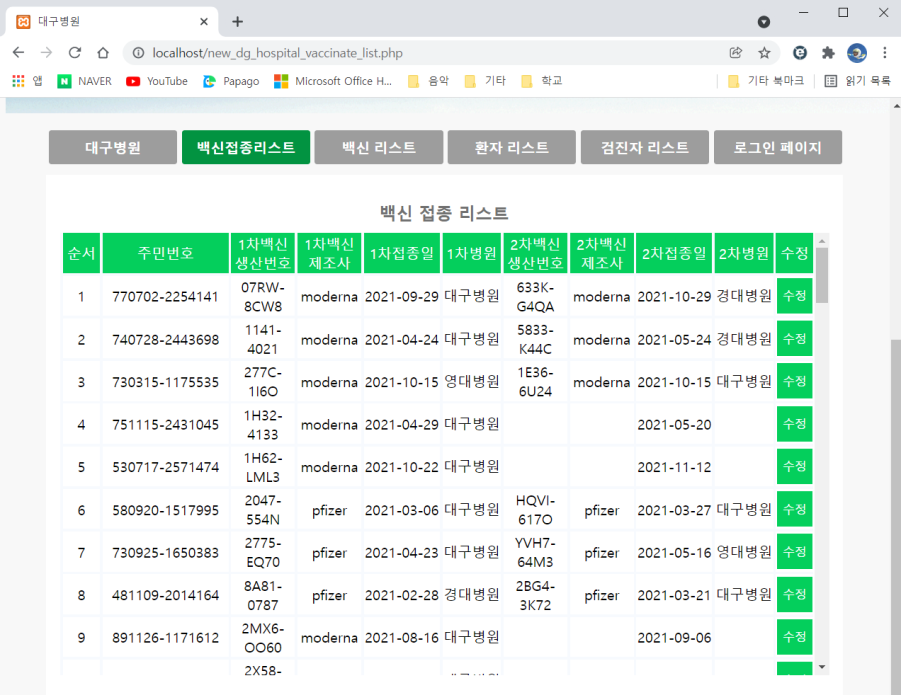 대구병원
localhost/new_dg_hospital_vaccinate_list.php
앱 NAVER YouTube Papago Microsoft Office H... 음악 기타 학교 기타 북마크 읽기 목록
대구병원 백신접종리스트 백신 리스트 환자 리스트 검진자 리스트 로그인 페이지
백신 접종 리스트
순서 주민번호 1차백신 생산번호 1차백신 제조사 1차접종일 1차병원 2차백신 생산번호 2차백신 제조사 2차접종일 2차병원 수정
1 770702-2254141 07RW-8CW8 moderna 2021-09-29 대구병원 633K-G4QA moderna 2021-10-29 경대병원 수정
2 740728-2443698 1141-4021 moderna 2021-04-24 대구병원 5833-K44C moderna 2021-05-24 경대병원 수정
3 730315-1175535 277C-1I6O moderna 2021-10-15 영대병원 1E36-6U24 moderna 2021-10-15 대구병원 수정
4 751115-2431045 1H32-4133 moderna 2021-04-29 대구병원 2021-05-20 수정
5 530717-2571474 1H62-LML3 moderna 2021-10-22 대구병원 2021-11-12 수정
6 580920-1517995 2047-554N pfizer 2021-03-06 대구병원 HQVI-617O pfizer 2021-03-27 대구병원 수정
7 730925-1650383 2775-EQ70 pfizer 2021-04-23 대구병원 YVH7-64M3 pfizer 2021-05-16 영대병원 수정
8 481109-2014164 8A81-0787 pfizer 2021-02-28 경대병원 2BG4-3K72 pfizer 2021-03-21 대구병원 수정
9 891126-1171612 2MX6-OO60 moderna 2021-08-16 대구병원 2021-09-06 수정
2X58-